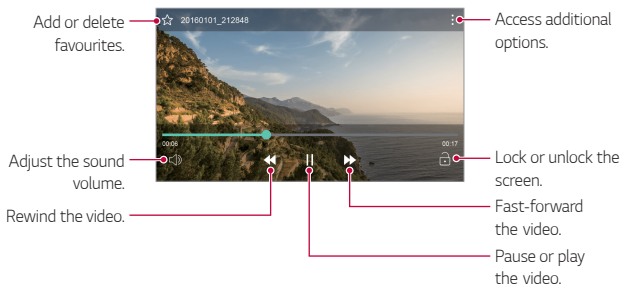 Add or delete
favourites.
20160101_212848
Access additional
options.
00:06
00:17
Adjust the sound
volume.
Lock or unlock the
screen.
Rewind the video.
Fast-forward
the video.
Pause or play
the video.